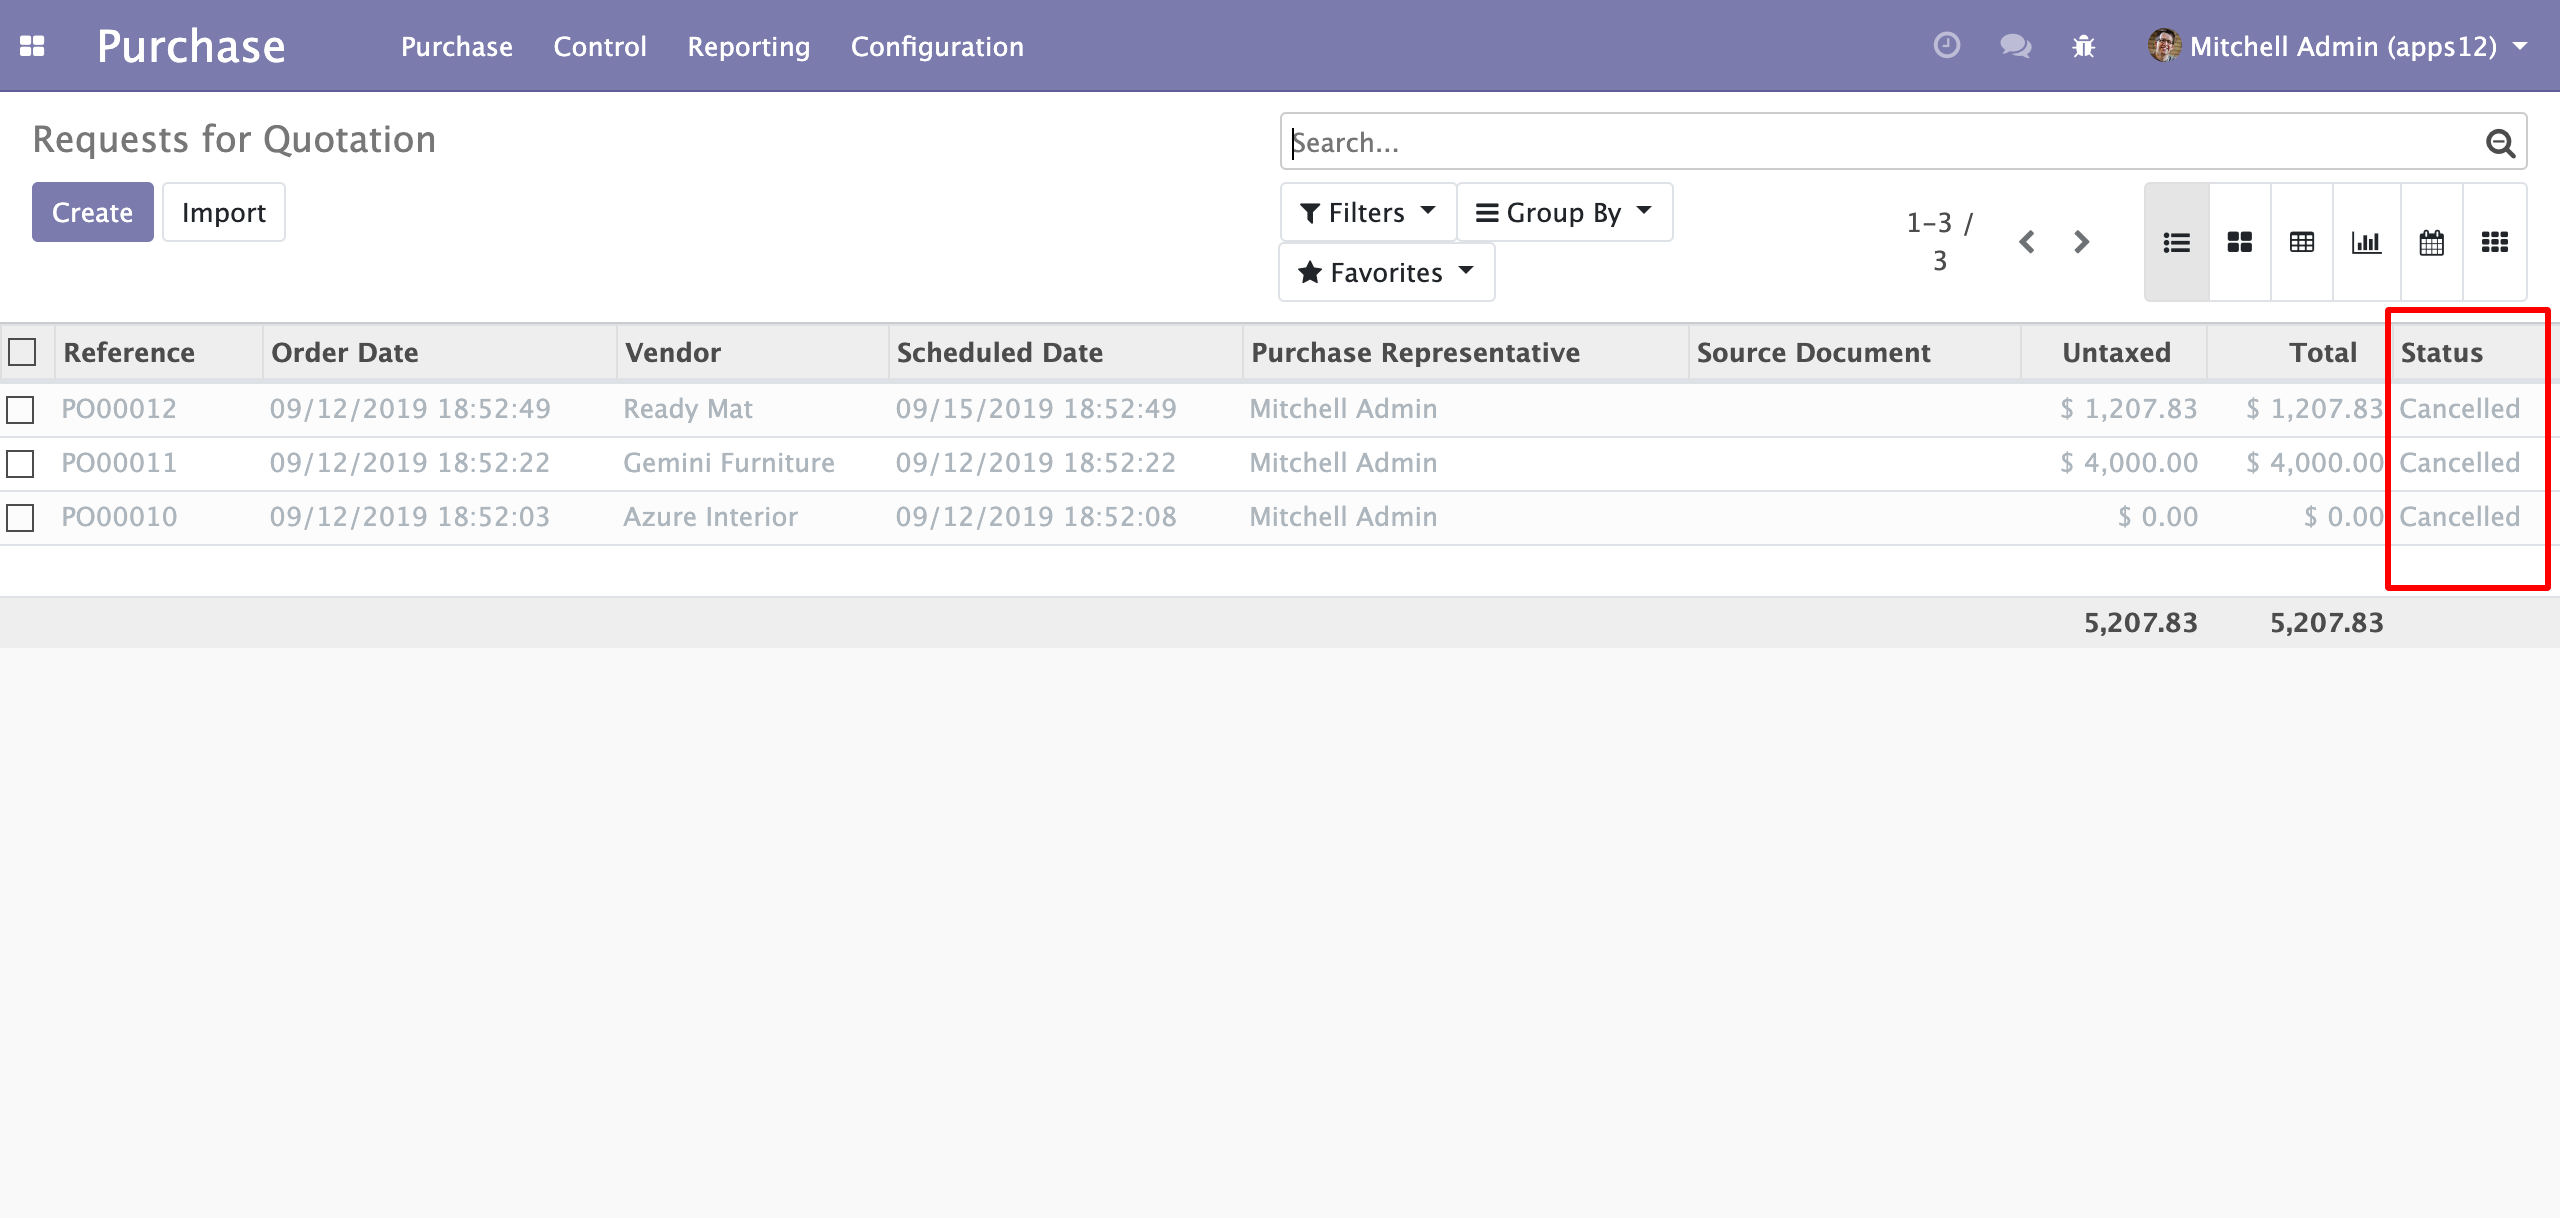 Purchase Purchase Control Reporting Configuration Mitchell Admin (apps12)
Requests for Quotation Search...
Create Import Filters Group By 1-3 / 3
Favorites
Reference Order Date Vendor Scheduled Date Purchase Representative Source Document Untaxed Total Status
PO00012 09/12/2019 18:52:49 Ready Mat 09/15/2019 18:52:49 Mitchell Admin $ 1,207.83 $ 1,207.83 Cancelled
PO00011 09/12/2019 18:52:22 Gemini Furniture 09/12/2019 18:52:22 Mitchell Admin $ 4,000.00 $ 4,000.00 Cancelled
PO00010 09/12/2019 18:52:03 Azure Interior 09/12/2019 18:52:08 Mitchell Admin $ 0.00 $ 0.00 Cancelled
5,207.83 5,207.83